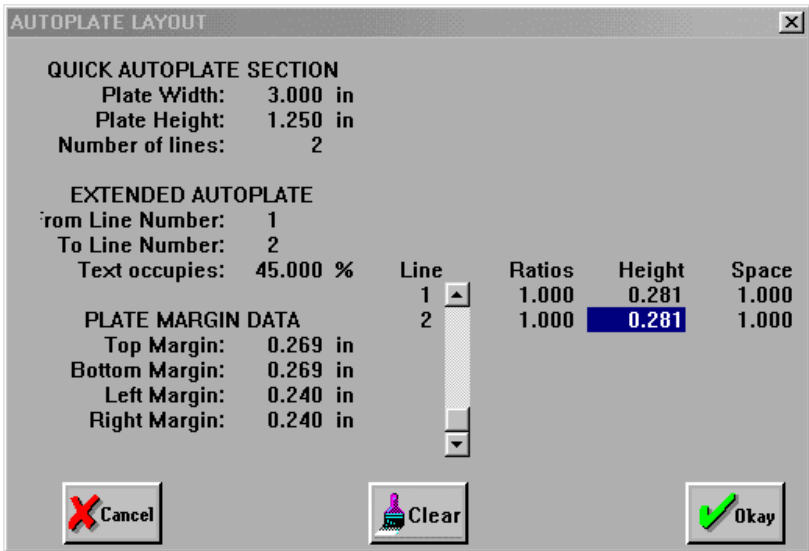 AUTOPLATE LAYOUT
QUICK AUTOPLATE SECTION
Plate Width: 3.000 in
Plate Height: 1.250 in
Number of lines: 2
EXTENDED AUTOPLATE
From Line Number: 1
To Line Number: 2
Text occupies: 45.000 %
PLATE MARGIN DATA
Top Margin: 0.269 in
Bottom Margin: 0.269 in
Left Margin: 0.240 in
Right Margin: 0.240 in
Line Ratios Height Space
1 1.000 0.281 1.000
2 1.000 0.281 1.000
Cancel
Clear
Okay